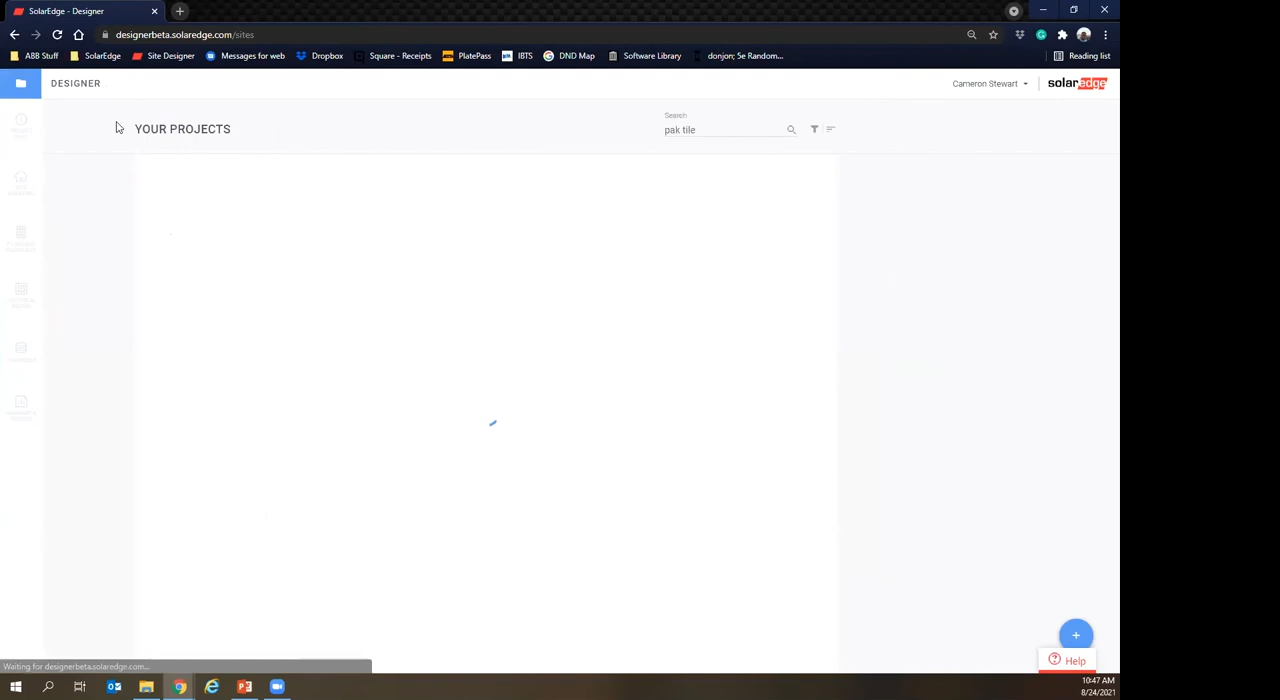 SolarEdge - Designer
designerbeta.solaredge.com/sites
ABB Stuff
SolarEdge
Site Designer
Messages for web
Dropbox
Square - Receipts
PlatePass
IBTS
DND Map
Software Library
donjon; 5e Random...
Reading list
DESIGNER
Cameron Stewart
solaredge
YOUR PROJECTS
Search
pak tile
Help
Waiting for designerbeta.solaredge.com...
10:47 AM
8/24/2021